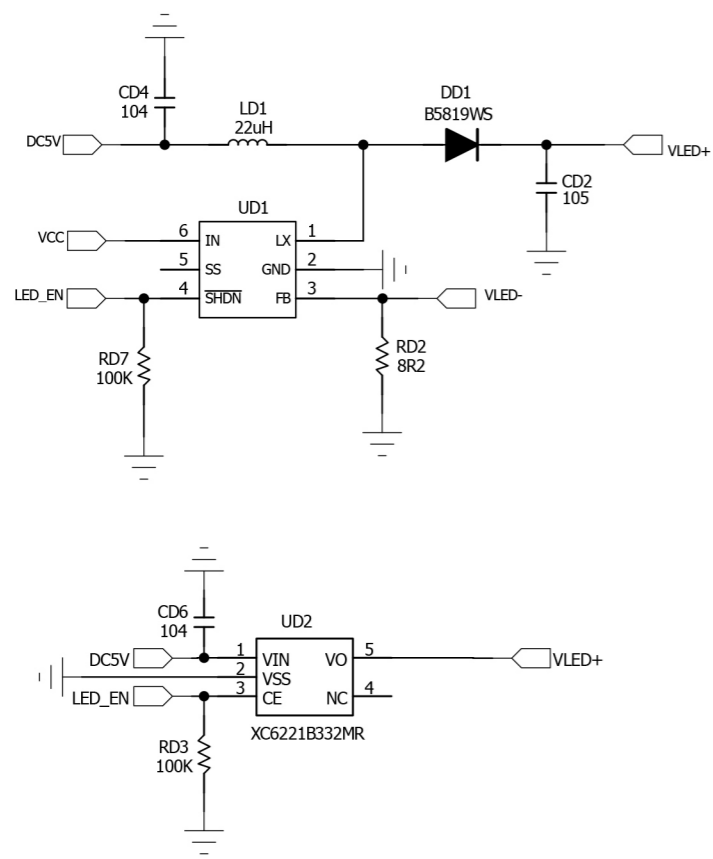 CD4
104
LD1
22uH
DD1
B5819WS
DC5V
VLED+
CD2
105
UD1
VCC
6 IN LX 1
5 SS GND 2
LED_EN
4 SHDN FB 3
VLED-
RD7
100K
RD2
8R2
CD6
104
UD2
DC5V
1 VIN VO 5
VLED+
2 VSS
LED_EN
3 CE NC 4
XC6221B332MR
RD3
100K